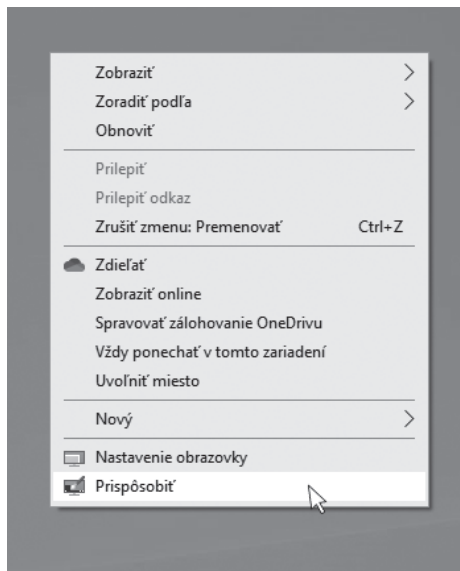 Zobraziť
Zoradiť podľa
Obnoviť
Prilepiť
Prilepiť odkaz
Zrušiť zmenu: Premenovať Ctrl+Z
Zdieľať
Zobraziť online
Spravovať zálohovanie OneDrivu
Vždy ponechať v tomto zariadení
Uvoľniť miesto
Nový
Nastavenie obrazovky
Prispôsobiť